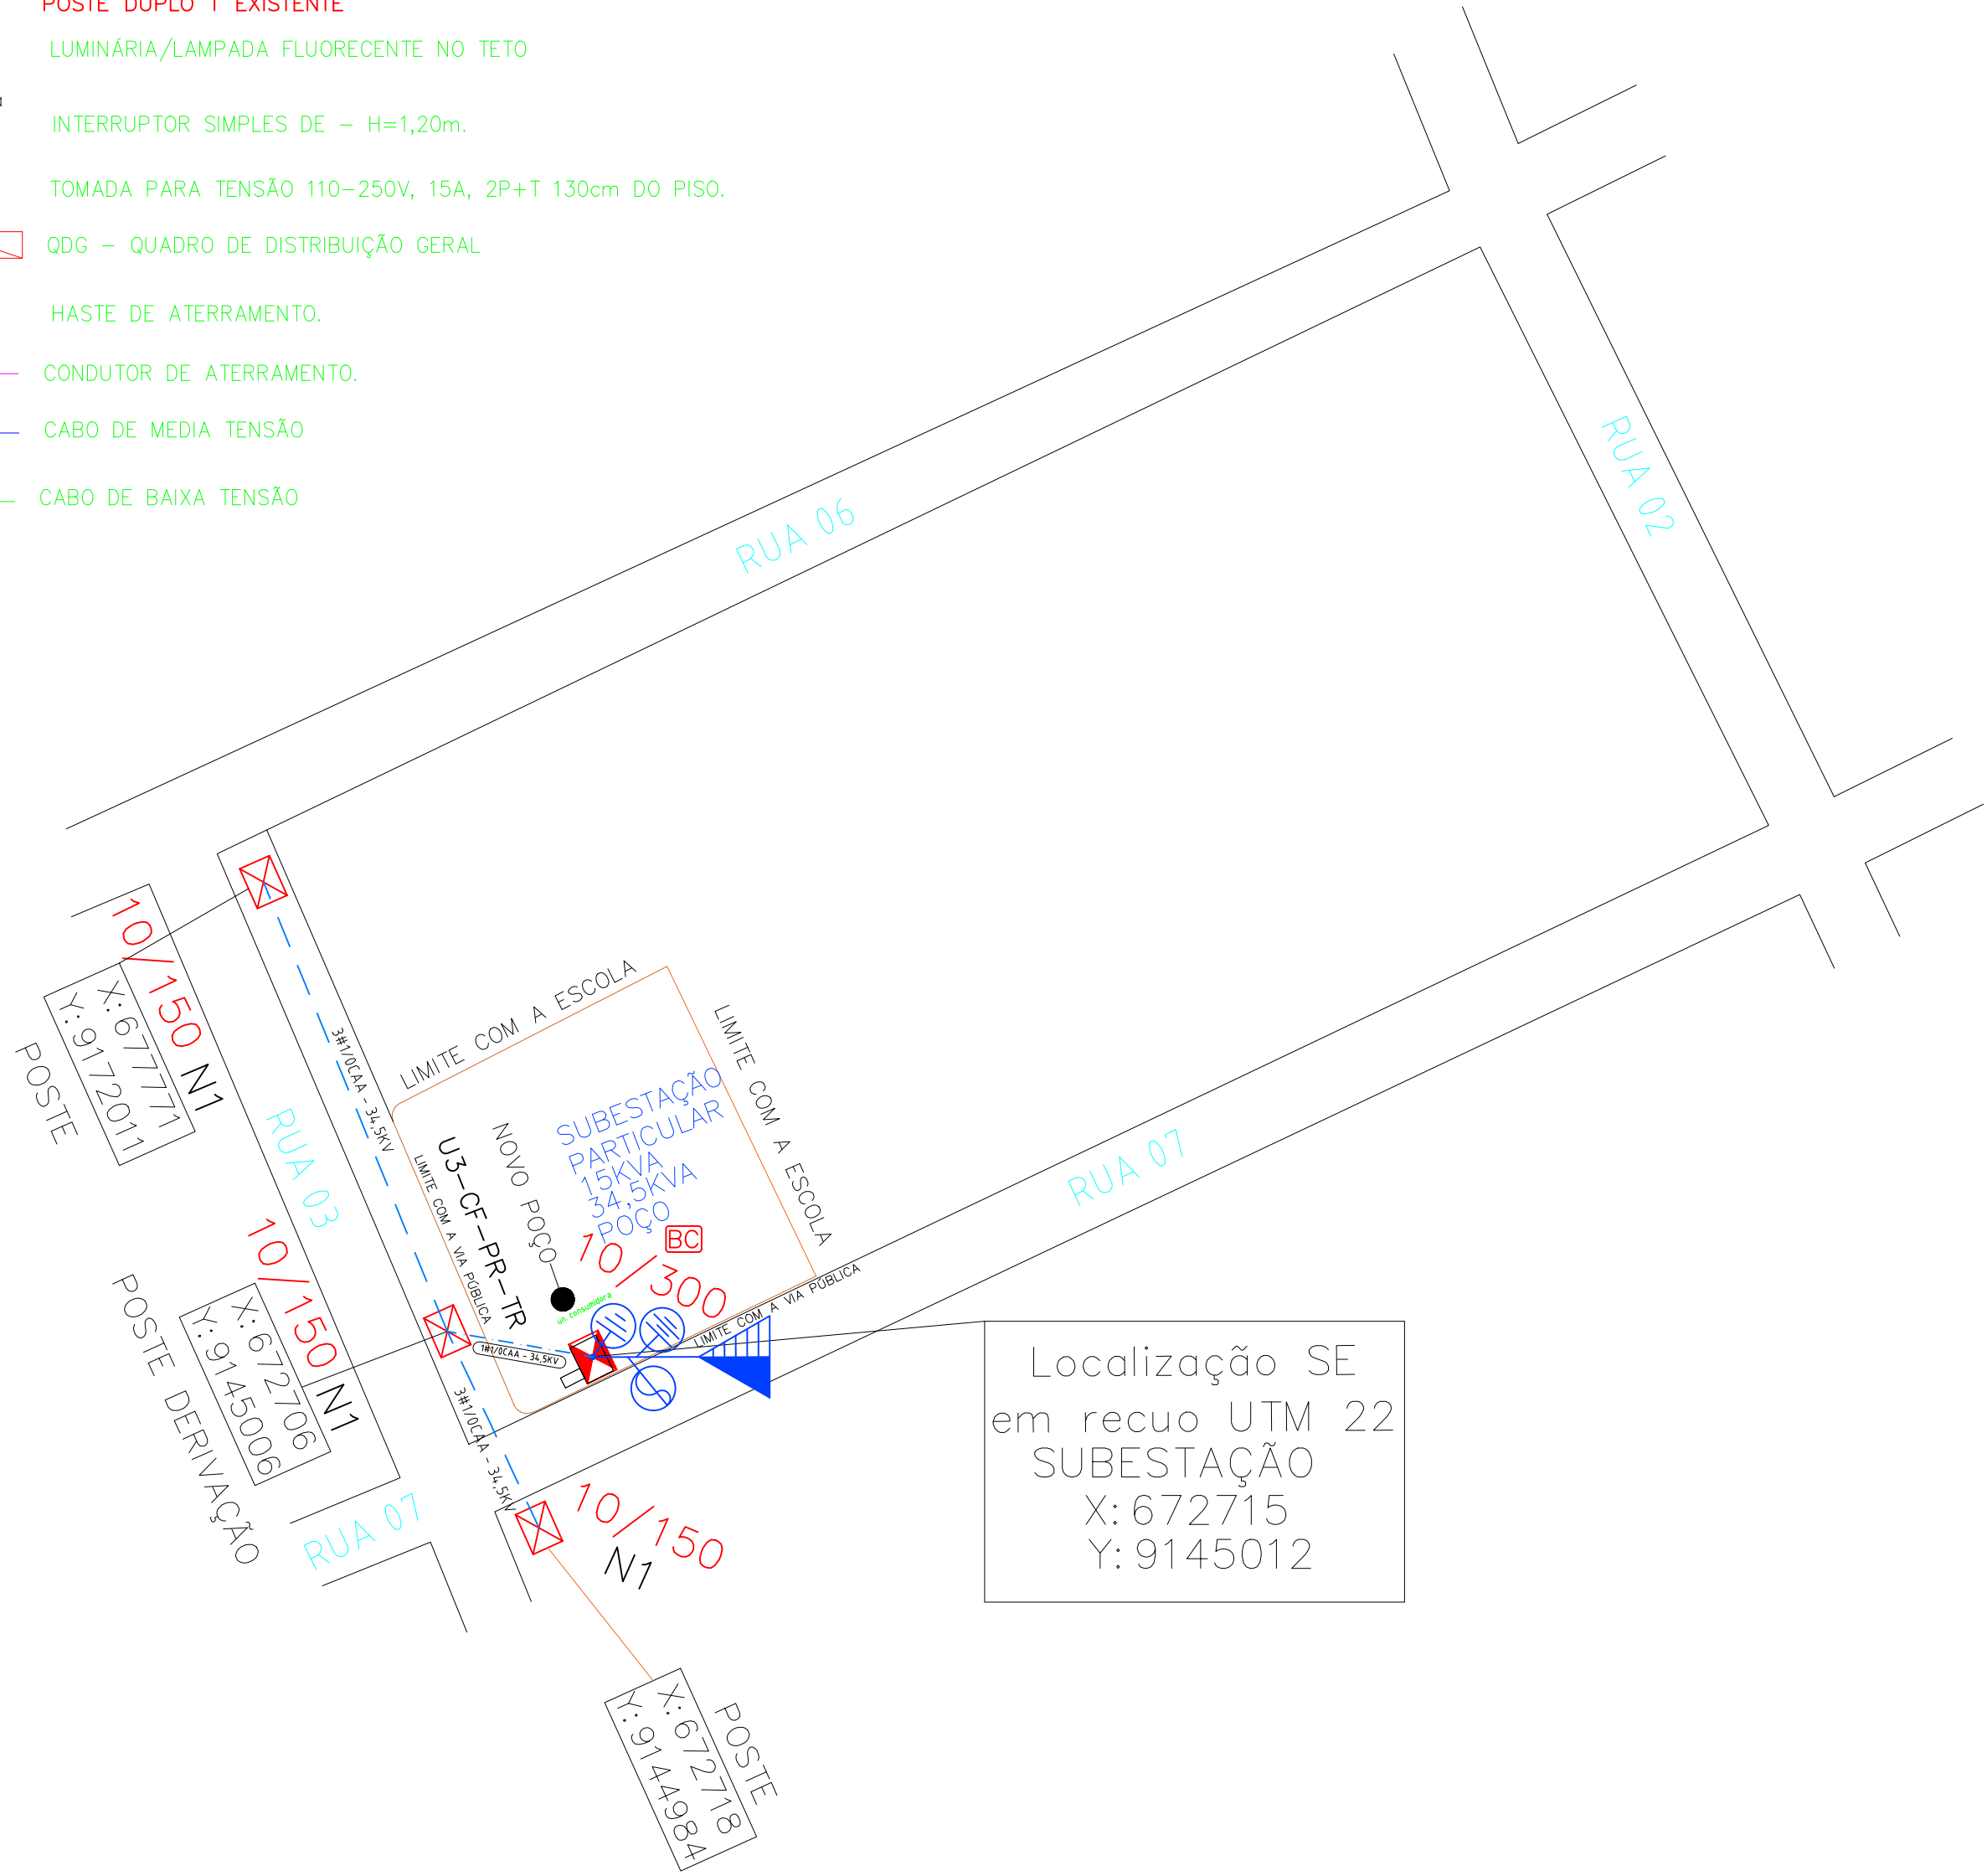 POSTE DUPLO T EXISTENTE
LUMINÁRIA/LAMPADA FLUORECENTE NO TETO
INTERRUPTOR SIMPLES DE - H=1,20m.
TOMADA PARA TENSÃO 110-250V, 15A, 2P+T 130cm DO PISO.
QDG - QUADRO DE DISTRIBUIÇÃO GERAL
HASTE DE ATERRAMENTO.
CONDUTOR DE ATERRAMENTO.
CABO DE MEDIA TENSÃO
CABO DE BAIXA TENSÃO
RUA 06
RUA 02
10/150 N1
X:677771
Y:9172011
POSTE
RUA 03
3#1/0CAA - 34,5KV
LIMITE COM A ESCOLA
LIMITE COM A ESCOLA
SUBESTAÇÃO
PARTICULAR
15KVA
34,5KVA
POÇO
NOVO POÇO
U3-CF-PR-TR
LIMITE COM A VIA PÚBLICA
10/300
BC
un. consumidora
LIMITE COM A VIA PÚBLICA
RUA 07
1#1/0CAA - 34,5KV
10/150 N1
X:672706
Y:9145006
POSTE DERIVAÇÃO
3#1/0CAA - 34,5KV
RUA 07
10/150
N1
Localização SE
em recuo UTM 22
SUBESTAÇÃO
X: 672715
Y: 9145012
POSTE
X:672718
Y:9144984